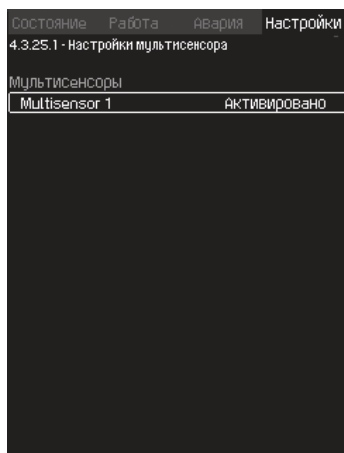 Состояние Работа Авария Настройки
4.3.25.1 - Настройки мультисенсора
Мультисенсоры
Multisensor 1 Активировано